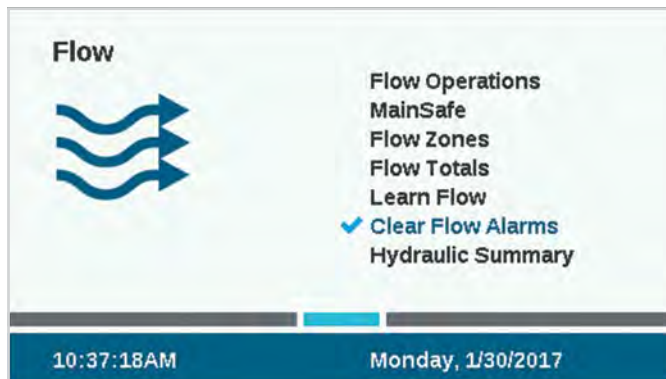 Flow
Flow Operations
MainSafe
Flow Zones
Flow Totals
Learn Flow
Clear Flow Alarms
Hydraulic Summary
10:37:18AM
Monday, 1/30/2017